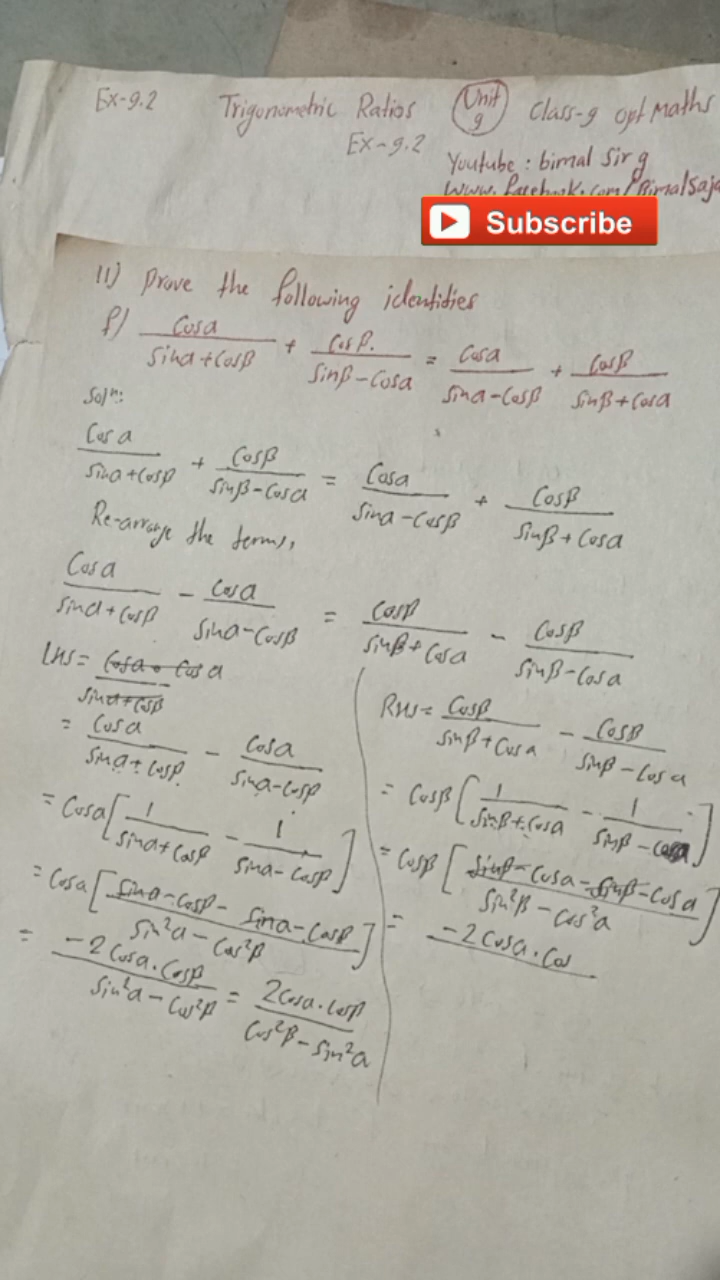 Ex-9.2 Trigonometric Ratios Unit 9 Class-9 opt Maths
Ex-9.2
Youtube : bimal sir g
www.facebook.com/Bimalsaja
Subscribe
11) Prove the following identities
f) Cosα/(sinα+Cosβ) + Cosβ./(sinβ-Cosα) = Cosα/(sinα-Cosβ) + Cosβ/(sinβ+Cosα)
Solⁿ:
Cosα/(sinα+Cosβ) + Cosβ/(sinβ-Cosα) = Cosα/(sinα-Cosβ) + Cosβ/(sinβ+Cosα)
Re-arrange the terms,
Cosα/(sinα+Cosβ) - Cosα/(sinα-Cosβ) = Cosβ/(sinβ+Cosα) - Cosβ/(sinβ-Cosα)
LHS =
= Cosα/(sinα+Cosβ) - Cosα/(sinα-Cosβ)
= Cosα[1/(sinα+Cosβ) - 1/(sinα-Cosβ)]
= Cosα[(sinα-Cosβ-sinα-Cosβ)/(sin²α-Cos²β)]
= -2Cosα.Cosβ/(sin²α-Cos²β) = 2Cosα.Cosβ/(Cos²β-sin²α)
RHS = Cosβ/(sinβ+Cosα) - Cosβ/(sinβ-Cosα)
= Cosβ[1/(sinβ+Cosα) - 1/(sinβ-Cosα)]
= Cosβ[(sinβ-Cosα-sinβ-Cosα)/(sin²β-Cos²α)]
= -2Cosα.Cos